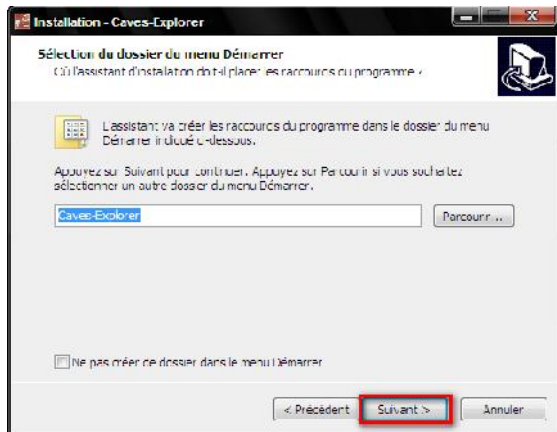 Installation - Caves-Explorer
Sélection du dossier du menu Démarrer
Où l'assistant d'installation doit-il placer les raccourcis du programme ?
L'assistant va créer les raccourcis du programme dans le dossier du menu
Démarrer indiqué ci-dessous.
Appuyez sur Suivant pour continuer. Appuyez sur Parcourir si vous souhaitez
sélectionner un autre dossier du menu Démarrer.
Caves-Explorer
Parcourir...
Ne pas créer de dossier dans le menu Démarrer
< Précédent
Suivant >
Annuler